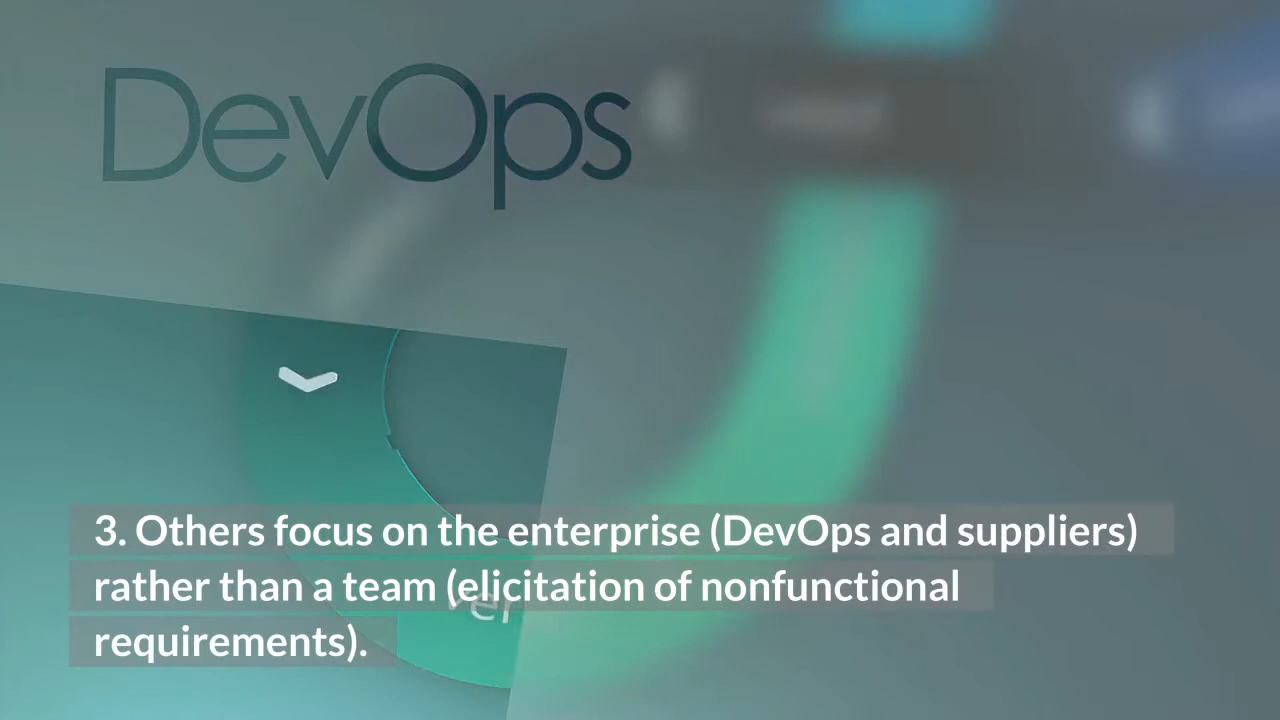 DevOps
3. Others focus on the enterprise (DevOps and suppliers)
rather than a team (elicitation of nonfunctional
requirements).